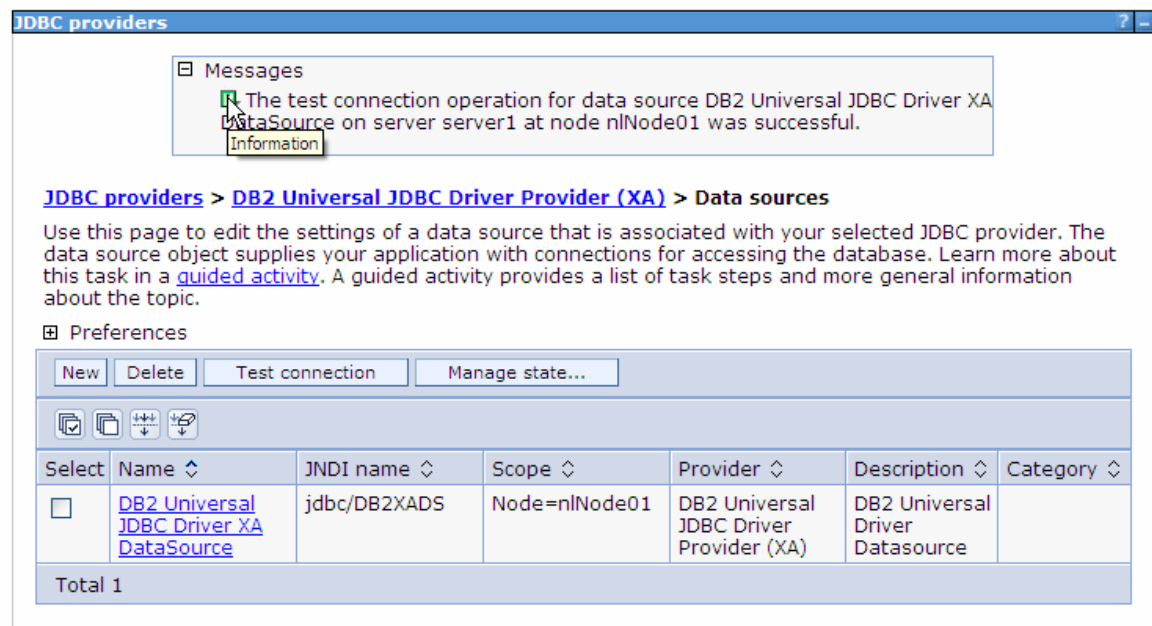 JDBC providers ? –
Messages
The test connection operation for data source DB2 Universal JDBC Driver XA
DataSource on server server1 at node nlNode01 was successful.
Information
JDBC providers > DB2 Universal JDBC Driver Provider (XA) > Data sources
Use this page to edit the settings of a data source that is associated with your selected JDBC provider. The
data source object supplies your application with connections for accessing the database. Learn more about
this task in a guided activity. A guided activity provides a list of task steps and more general information
about the topic.
Preferences
New Delete Test connection Manage state...
Select Name JNDI name Scope Provider Description Category
DB2 Universal jdbc/DB2XADS Node=nlNode01 DB2 Universal DB2 Universal
JDBC Driver XA JDBC Driver Driver
DataSource Provider (XA) Datasource
Total 1